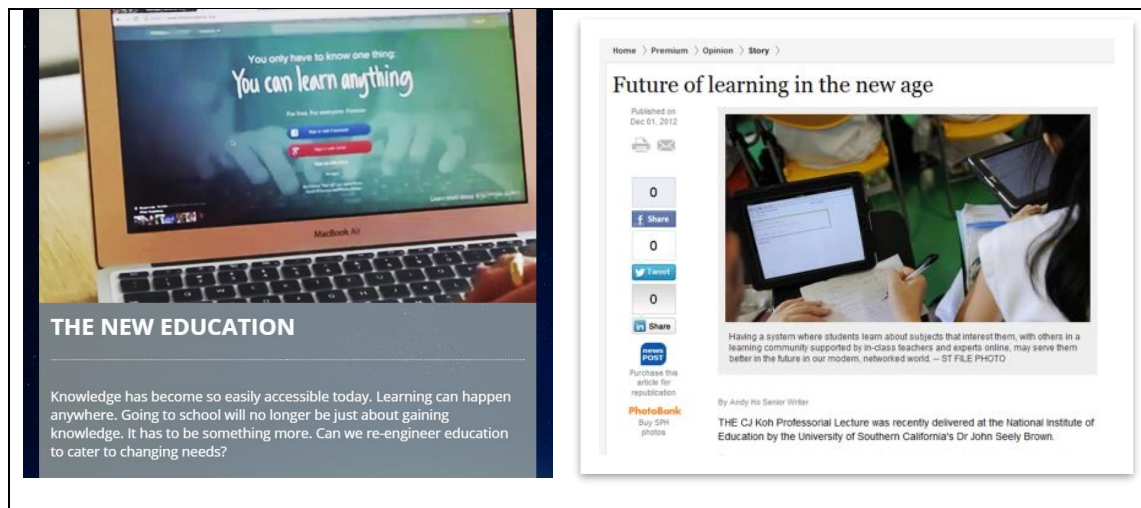 You only have to know one thing:
You can learn anything
For free. For everyone. Forever.
MacBook Air
THE NEW EDUCATION
Knowledge has become so easily accessible today. Learning can happen
anywhere. Going to school will no longer be just about gaining
knowledge. It has to be something more. Can we re-engineer education
to cater to changing needs?
Home > Premium > Opinion > Story >
Future of learning in the new age
Published on
Dec 01, 2012
0
f Share
0
Tweet
0
in Share
news
POST
Purchase this
article for
republication
PhotoBank
Buy SPH
photos
Having a system where students learn about subjects that interest them, with others in a
learning community supported by in-class teachers and experts online, may serve them
better in the future in our modern, networked world. -- ST FILE PHOTO
By Andy Ho Senior Writer
THE CJ Koh Professorial Lecture was recently delivered at the National Institute of
Education by the University of Southern California's Dr John Seely Brown.